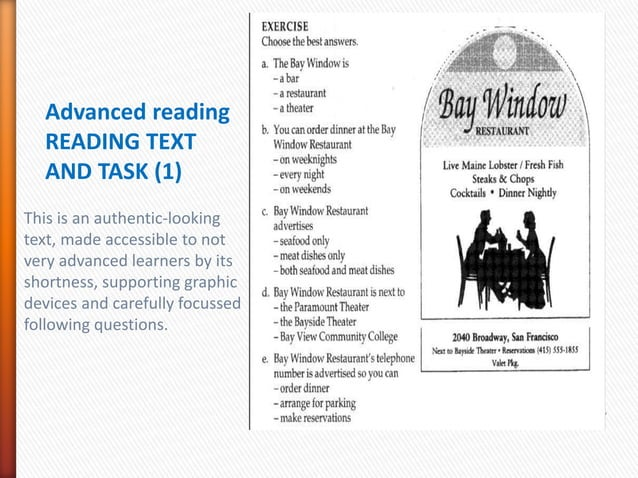 Advanced reading
READING TEXT
AND TASK (1)
This is an authentic-looking
text, made accessible to not
very advanced learners by its
shortness, supporting graphic
devices and carefully focussed
following questions.
EXERCISE
Choose the best answers.
a. The Bay Window is
– a bar
– a restaurant
– a theater
b. You can order dinner at the Bay
Window Restaurant
– on weeknights
– every night
– on weekends
c. Bay Window Restaurant
advertises
– seafood only
– meat dishes only
– both seafood and meat dishes
d. Bay Window Restaurant is next to
– the Paramount Theater
– the Bayside Theater
– Bay View Community College
e. Bay Window Restaurant's telephone
number is advertised so you can
– order dinner
– arrange for parking
– make reservations
Bay Window
RESTAURANT
Live Maine Lobster / Fresh Fish
Steaks & Chops
Cocktails • Dinner Nightly
2040 Broadway, San Francisco
Next to Bayside Theater • Reservations (415) 555-1855
Valet Pkg.